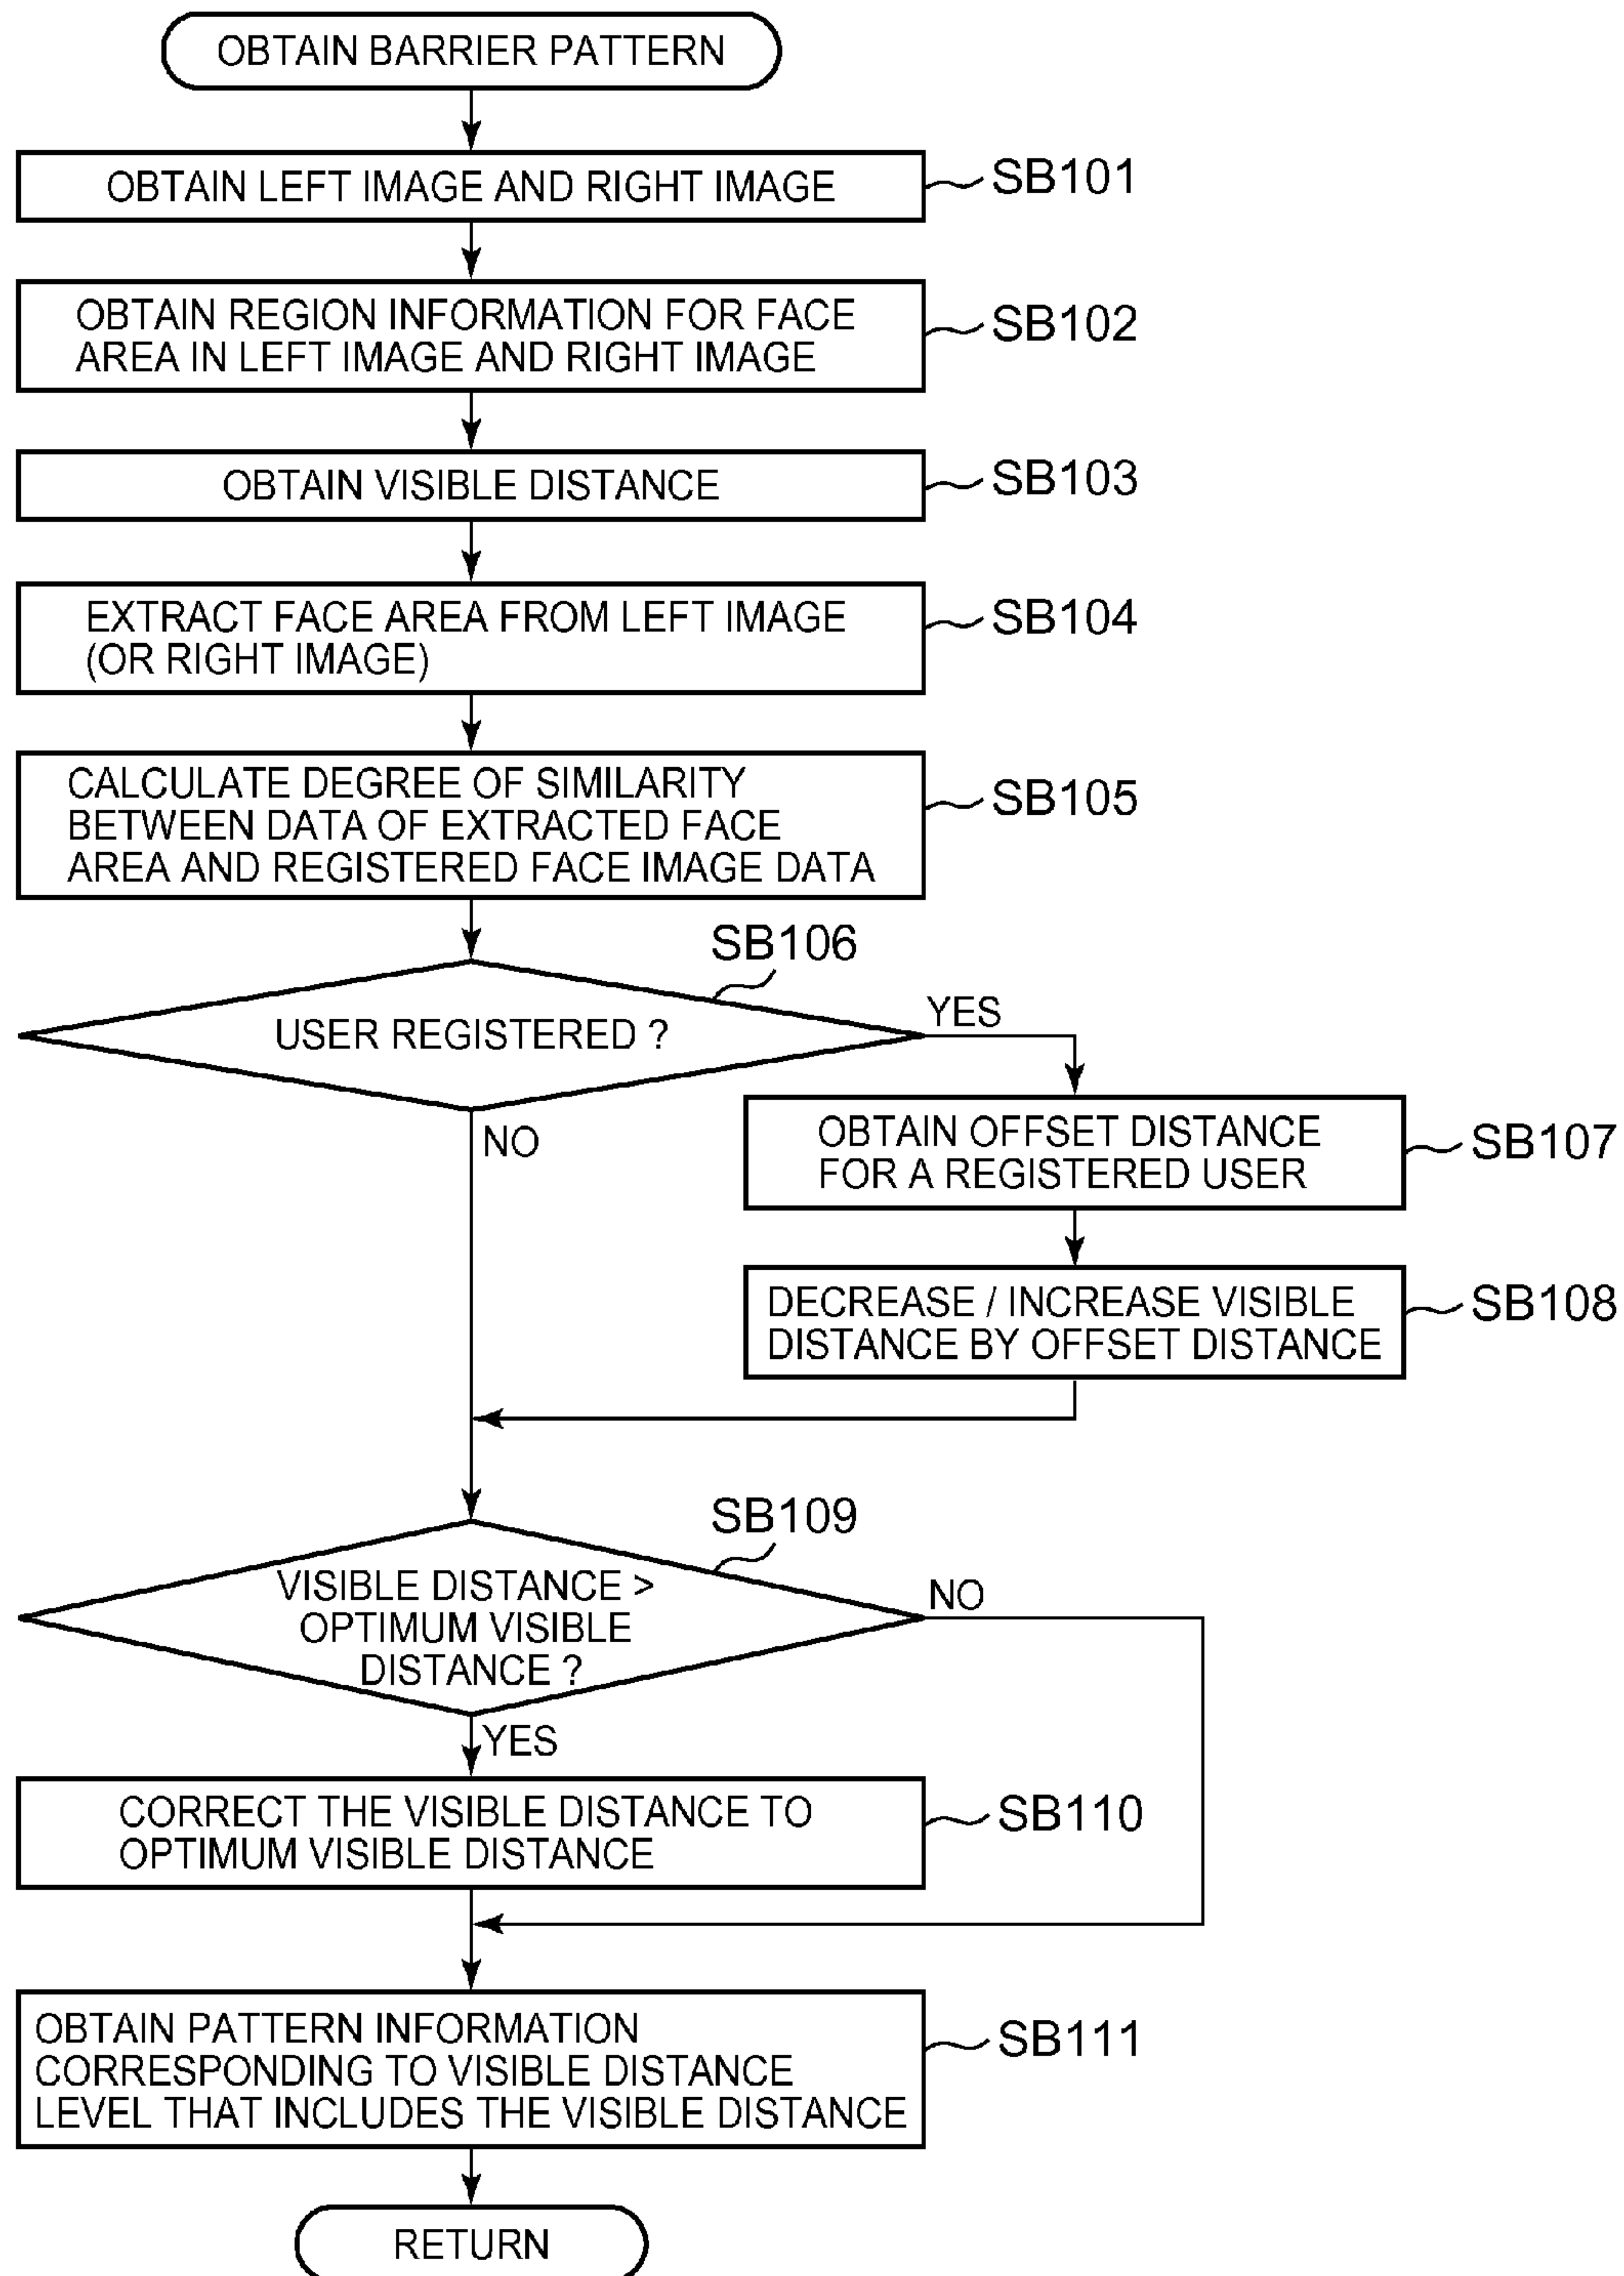 OBTAIN BARRIER PATTERN
OBTAIN LEFT IMAGE AND RIGHT IMAGE
SB101
OBTAIN REGION INFORMATION FOR FACE
AREA IN LEFT IMAGE AND RIGHT IMAGE
SB102
OBTAIN VISIBLE DISTANCE
SB103
EXTRACT FACE AREA FROM LEFT IMAGE
(OR RIGHT IMAGE)
SB104
CALCULATE DEGREE OF SIMILARITY
BETWEEN DATA OF EXTRACTED FACE
AREA AND REGISTERED FACE IMAGE DATA
SB105
SB106
USER REGISTERED ?
YES
NO
OBTAIN OFFSET DISTANCE
FOR A REGISTERED USER
SB107
DECREASE / INCREASE VISIBLE
DISTANCE BY OFFSET DISTANCE
SB108
SB109
VISIBLE DISTANCE >
OPTIMUM VISIBLE
DISTANCE ?
NO
YES
CORRECT THE VISIBLE DISTANCE TO
OPTIMUM VISIBLE DISTANCE
SB110
OBTAIN PATTERN INFORMATION
CORRESPONDING TO VISIBLE DISTANCE
LEVEL THAT INCLUDES THE VISIBLE DISTANCE
SB111
RETURN